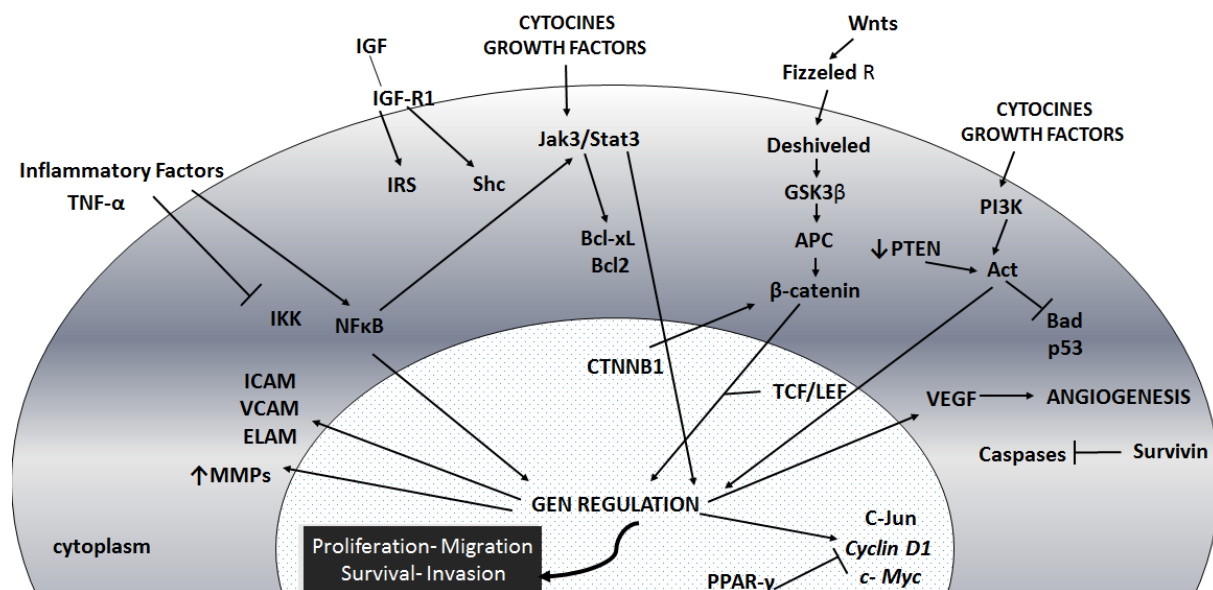 CYTOCINES
GROWTH FACTORS
Wnts
IGF
Fizzeled R
IGF-R1
CYTOCINES
GROWTH FACTORS
Jak3/Stat3
Deshiveled
Inflammatory Factors
TNF-α
IRS
Shc
GSK3β
PI3K
Bcl-xL
Bcl2
APC
↓PTEN
Act
β-catenin
IKK
NFκB
Bad
p53
CTNNB1
ICAM
VCAM
ELAM
TCF/LEF
VEGF
ANGIOGENESIS
Caspases
Survivin
↑MMPs
GEN REGULATION
C-Jun
Cyclin D1
c- Myc
cytoplasm
Proliferation- Migration
Survival- Invasion
PPAR-γ